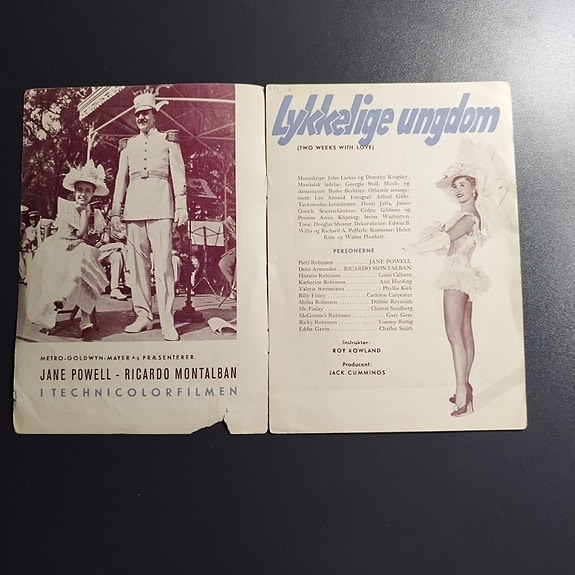 METRO-GOLDWYN-MAYER A/S PRÆSENTERER
JANE POWELL - RICARDO MONTALBAN
I TECHNICOLORFILMEN
Lykkelige ungdom
(TWO WEEKS WITH LOVE)
Manuskript: John Larkin og Dorothy Kingsley.
Musikalsk ledelse: Georgie Stoll. Musik- og
dansenumre: Busby Berkeley. Orkester arrange-
ment: Leo Arnaud. Fotograf: Alfred Gilks.
Technicolor-konsulenter: Henri Jaffa, James
Gooch. Scenearkitekter: Cedric Gibbons og
Preston Ames. Klipning: Irvine Warburton.
Tone: Douglas Shearer. Dekorationer: Edwin B.
Willis og Richard A. Pefferle. Kostumer: Helen
Rose og Walter Plunkett.
PERSONERNE
Patti Robinson ........ JANE POWELL
Demi Armendez .. RICARDO MONTALBAN
Horatio Robinson ........ Louis Calhern
Katherine Robinson ........ Ann Harding
Valerie Stresemann ........ Phyllis Kirk
Billy Finlay ........ Carleton Carpenter
Melba Robinson ........ Debbie Reynolds
Mr. Finlay ........ Clinton Sundberg
McCormick Robinson ........ Gary Gray
Ricky Robinson ........ Tommy Rettig
Eddie Gavin ........ Charles Smith
Instruktør:
ROY ROWLAND
Producent:
JACK CUMMINGS